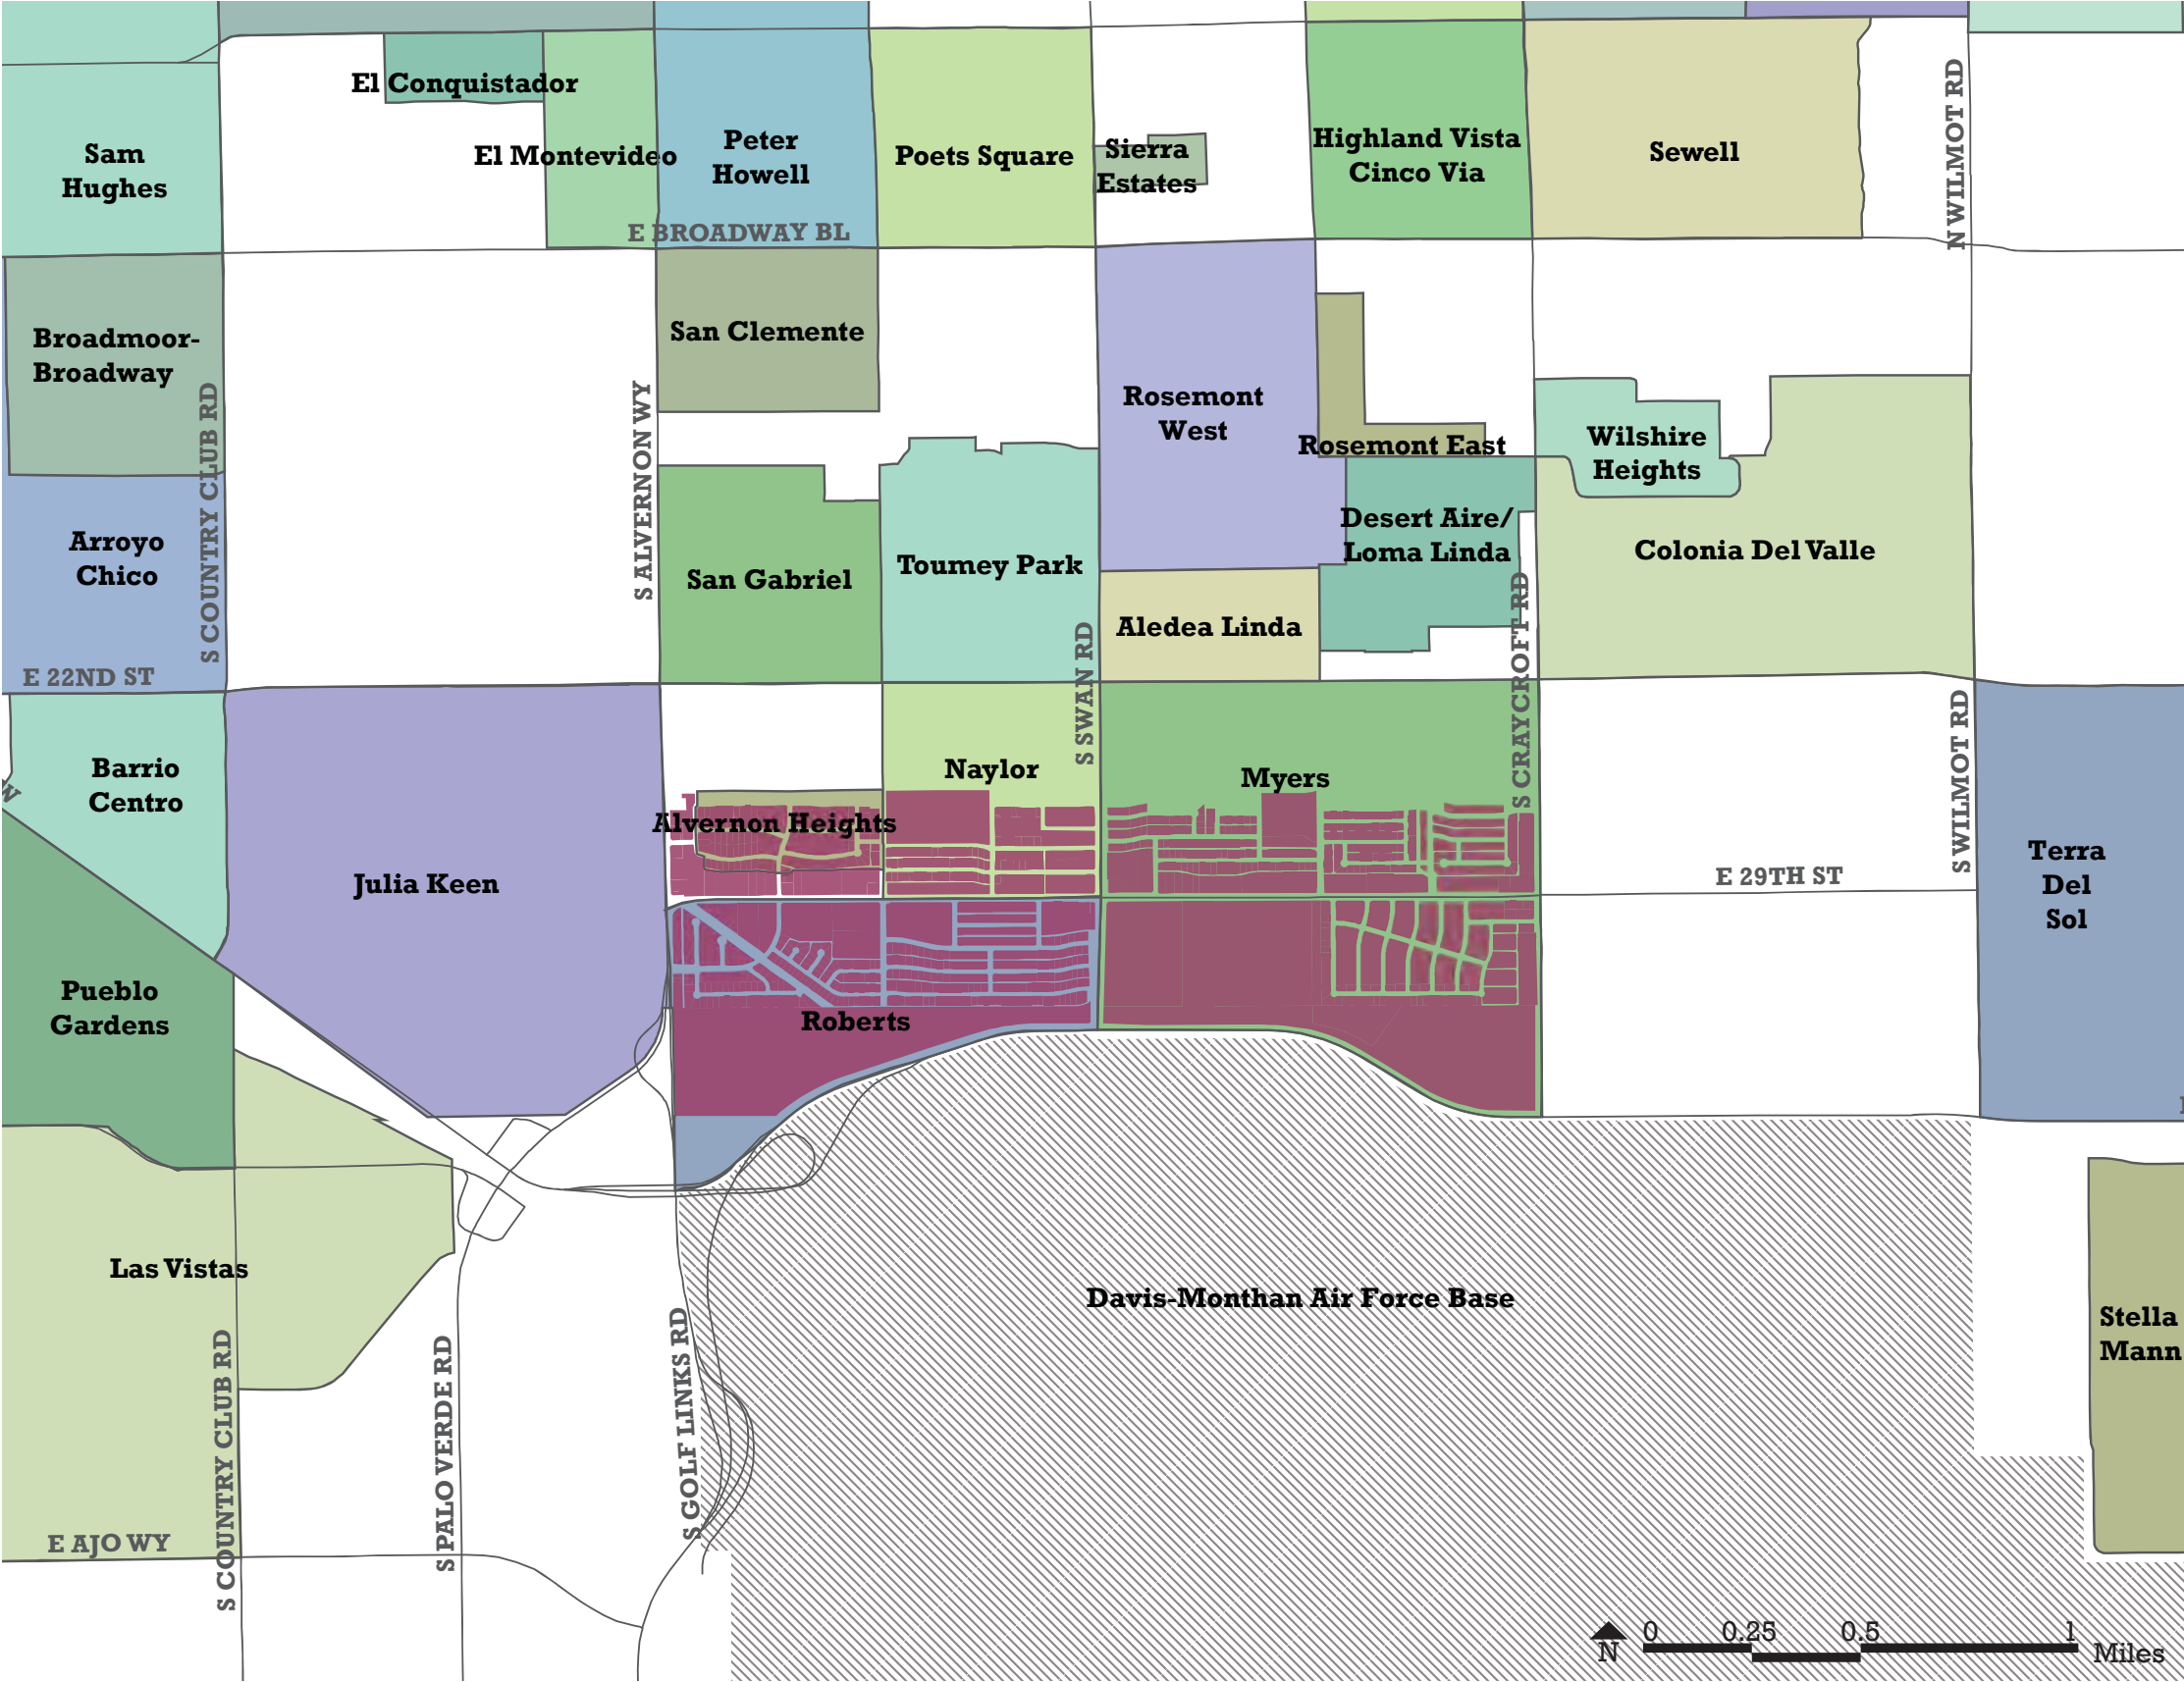 El Conquistador
Sam
Hughes
El Montevideo
Peter
Howell
Poets Square
Sierra
Estates
Highland Vista
Cinco Via
Sewell
N WILMOT RD
E BROADWAY BL
Broadmoor-
Broadway
San Clemente
Rosemont
West
Rosemont East
Wilshire
Heights
S COUNTRY CLUB RD
S ALVERNON WY
Arroyo
Chico
San Gabriel
Toumey Park
Desert Aire/
Loma Linda
Colonia Del Valle
Aledea Linda
E 22ND ST
S SWAN RD
S CRAYCROFT RD
S WILMOT RD
Barrio
Centro
Naylor
Myers
Alvernon Heights
Julia Keen
E 29TH ST
Terra
Del
Sol
Pueblo
Gardens
Roberts
Las Vistas
Davis-Monthan Air Force Base
Stella
Mann
S COUNTRY CLUB RD
S PALO VERDE RD
S GOLF LINKS RD
E AJO WY
N
0 0.25 0.5 1
Miles